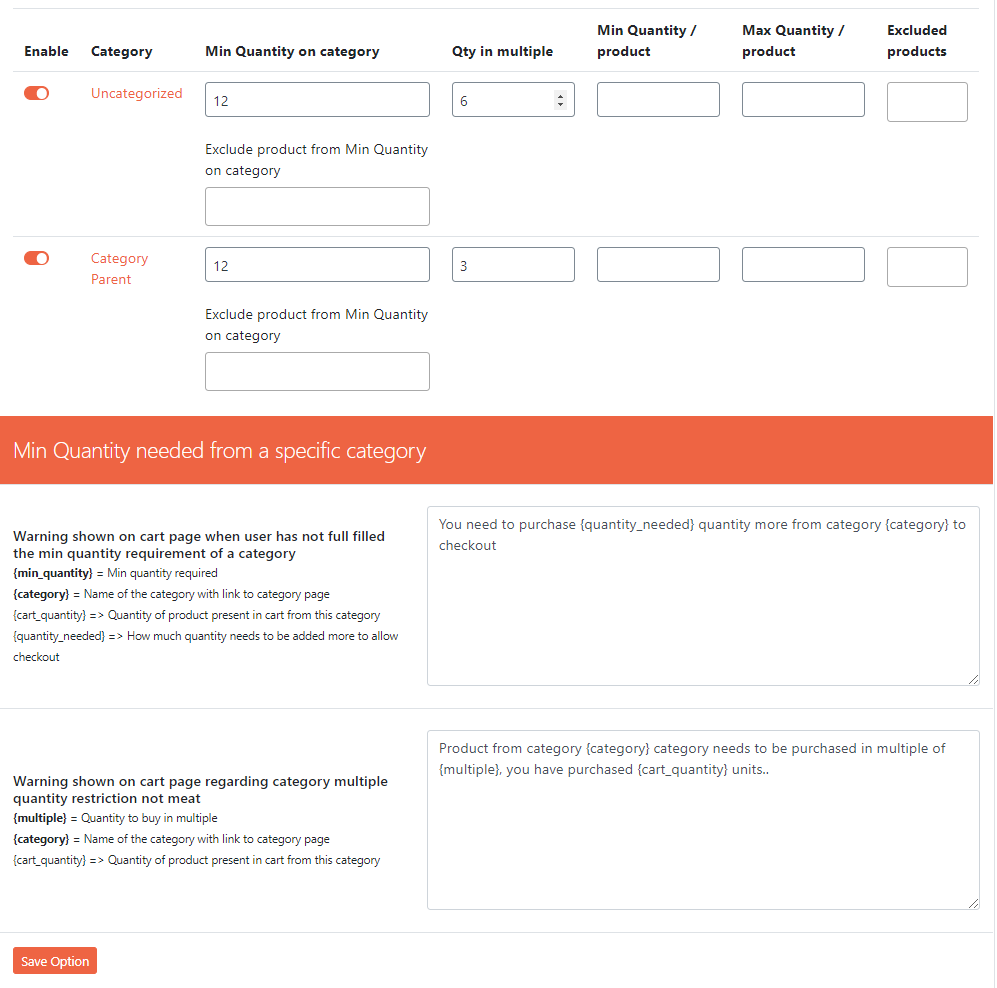 Enable Category Min Quantity on category Qty in multiple Min Quantity / product Max Quantity / product Excluded products
Uncategorized 12 6
Exclude product from Min Quantity
on category
Category 12 3
Parent
Exclude product from Min Quantity
on category
Min Quantity needed from a specific category
Warning shown on cart page when user has not full filled
the min quantity requirement of a category
{min_quantity} = Min quantity required
{category} = Name of the category with link to category page
{cart_quantity} => Quantity of product present in cart from this category
{quantity_needed} => How much quantity needs to be added more to allow
checkout
You need to purchase {quantity_needed} quantity more from category {category} to
checkout
Warning shown on cart page regarding category multiple
quantity restriction not meat
{multiple} = Quantity to buy in multiple
{category} = Name of the category with link to category page
{cart_quantity} => Quantity of product present in cart from this category
Product from category {category} category needs to be purchased in multiple of
{multiple}, you have purchased {cart_quantity} units..
Save Option